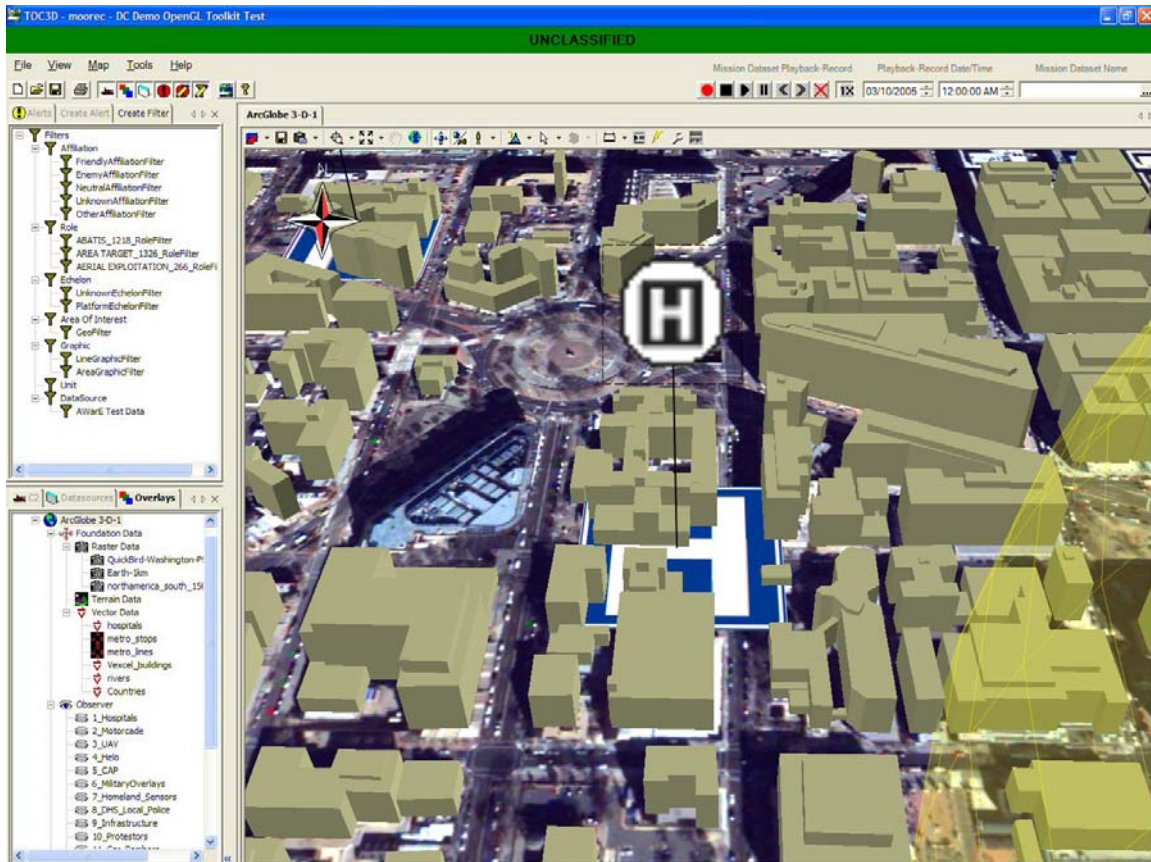 TOC3D - moorec - DC Demo OpenGL Toolkit Test
UNCLASSIFIED
File View Map Tools Help
Mission Dataset Playback-Record Playback-Record Date/Time Mission Dataset Name
1X 03/10/2005 12:00:00 AM ...
Alerts Create Alert Create Filter
ArcGlobe 3-D-1
Filters
Affiliation
FriendlyAffiliationFilter
EnemyAffiliationFilter
NeutralAffiliationFilter
UnknownAffiliationFilter
OtherAffiliationFilter
Role
ABATIS_1218_RoleFilter
AREA TARGET_1326_RoleFilter
AERIAL EXPLOITATION_266_RoleFi
Echelon
UnknownEchelonFilter
PlatformEchelonFilter
Area Of Interest
GeoFilter
Graphic
LineGraphicFilter
AreaGraphicFilter
Unit
DataSource
AWarE Test Data
N
H
C2 Datasources Overlays
ArcGlobe 3-D-1
Foundation Data
Raster Data
QuickBird-Washington-P
Earth-1km
northamerica_south_15
Terrain Data
Vector Data
hospitals
metro_stops
metro_lines
Vexcel_buildings
rivers
Countries
Observer
1_Hospitals
2_Motorcade
3_UAV
4_Helo
5_CAP
6_MilitaryOverlays
7_Homeland_Sensors
8_DHS_Local_Police
9_Infrastructure
10_Protestors